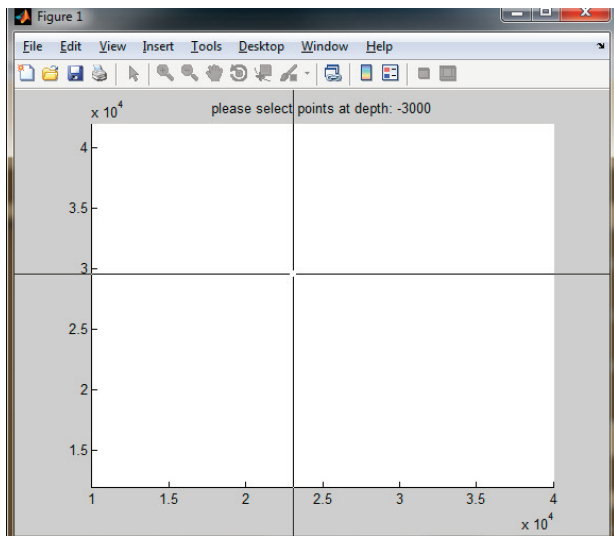 Figure 1
File Edit View Insert Tools Desktop Window Help
x 10^4
please select points at depth: -3000
4
3.5
3
2.5
2
1.5
1 1.5 2 2.5 3 3.5 4
x 10^4